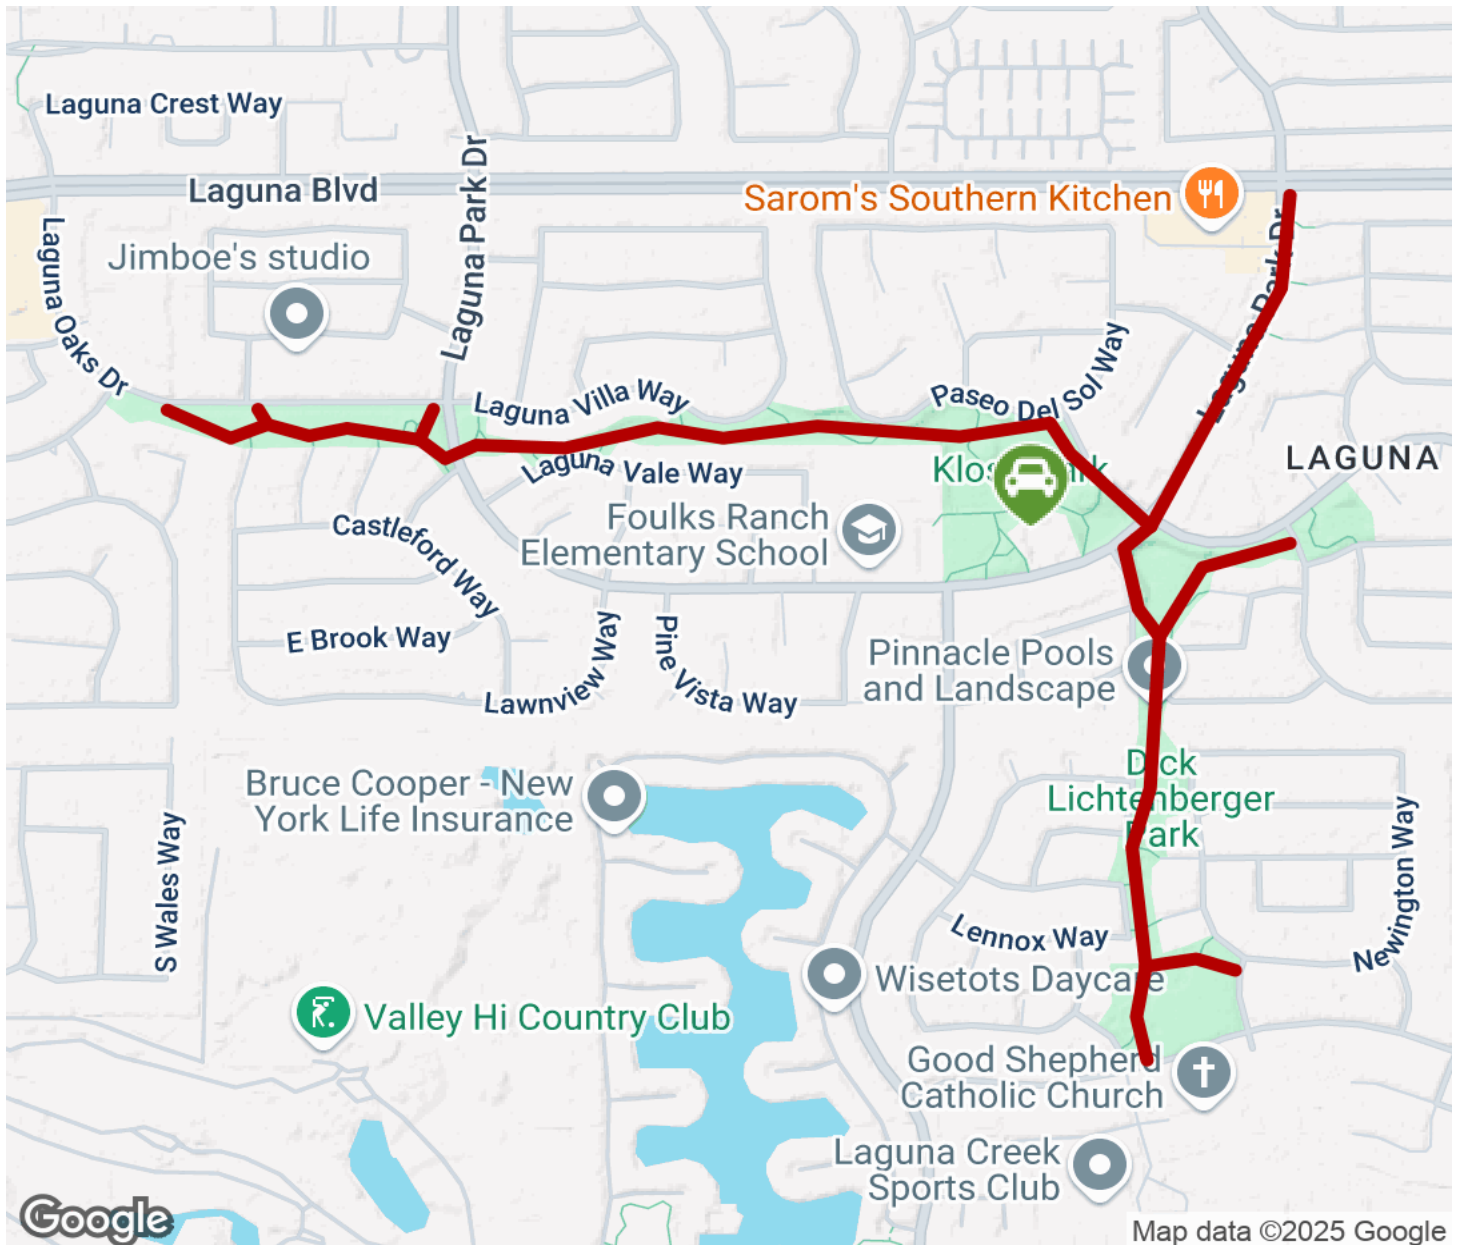 Laguna Crest Way
Laguna Blvd
Laguna Park Dr
Sarom's Southern Kitchen
Laguna Park Dr
Laguna Oaks Dr
Jimboe's studio
Laguna Villa Way
Paseo Del Sol Way
Laguna Vale Way
LAGUNA
Foulks Ranch
Elementary School
Castleford Way
E Brook Way
Lawnview Way
Pine Vista Way
Pinnacle Pools
and Landscape
Bruce Cooper - New
York Life Insurance
Dick
Lichtenberger
Park
S Wales Way
Newington Way
Lennox Way
Wisetots Daycare
Valley Hi Country Club
Good Shepherd
Catholic Church
Laguna Creek
Sports Club
Google
Map data ©2025 Google